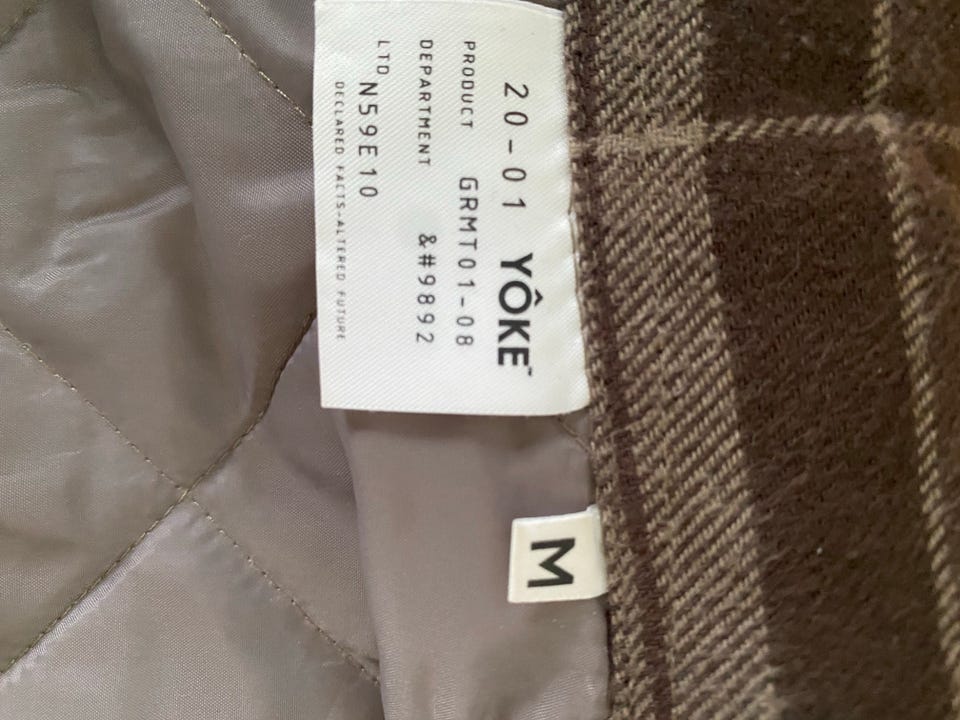 20-01 YÔKE™
PRODUCT GRMT01-08
DEPARTMENT &#9892
LTD N59E10
DECLARED FACTS-ALTERED FUTURE
M